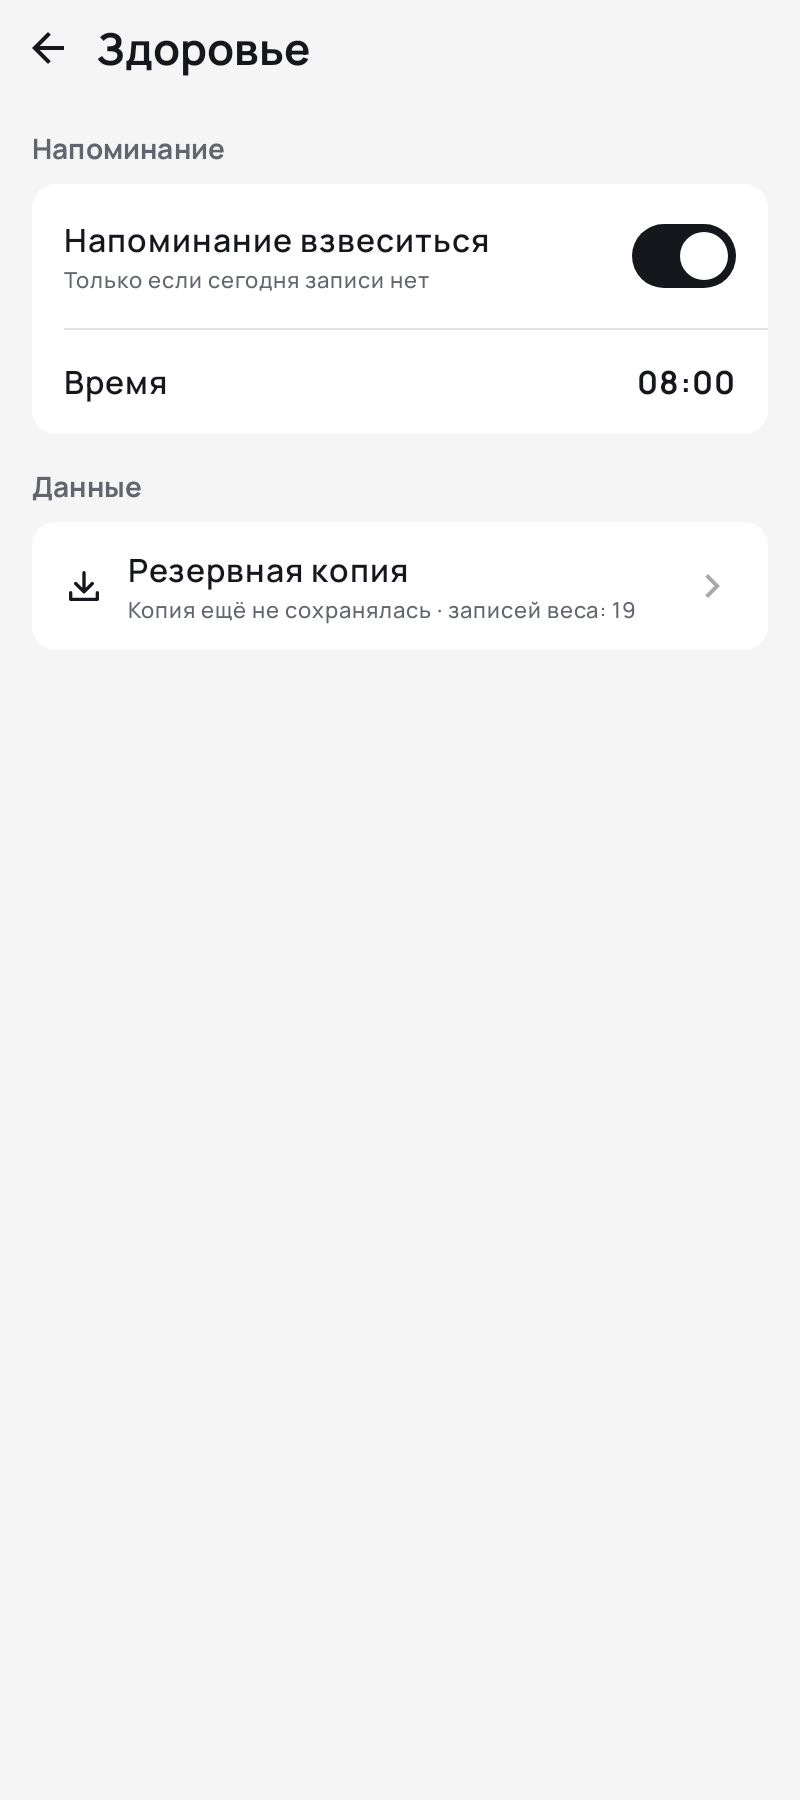 Здоровье
Напоминание
Напоминание взвеситься
Только если сегодня записи нет
Время
08:00
Данные
Резервная копия
Копия ещё не сохранялась · записей веса: 19